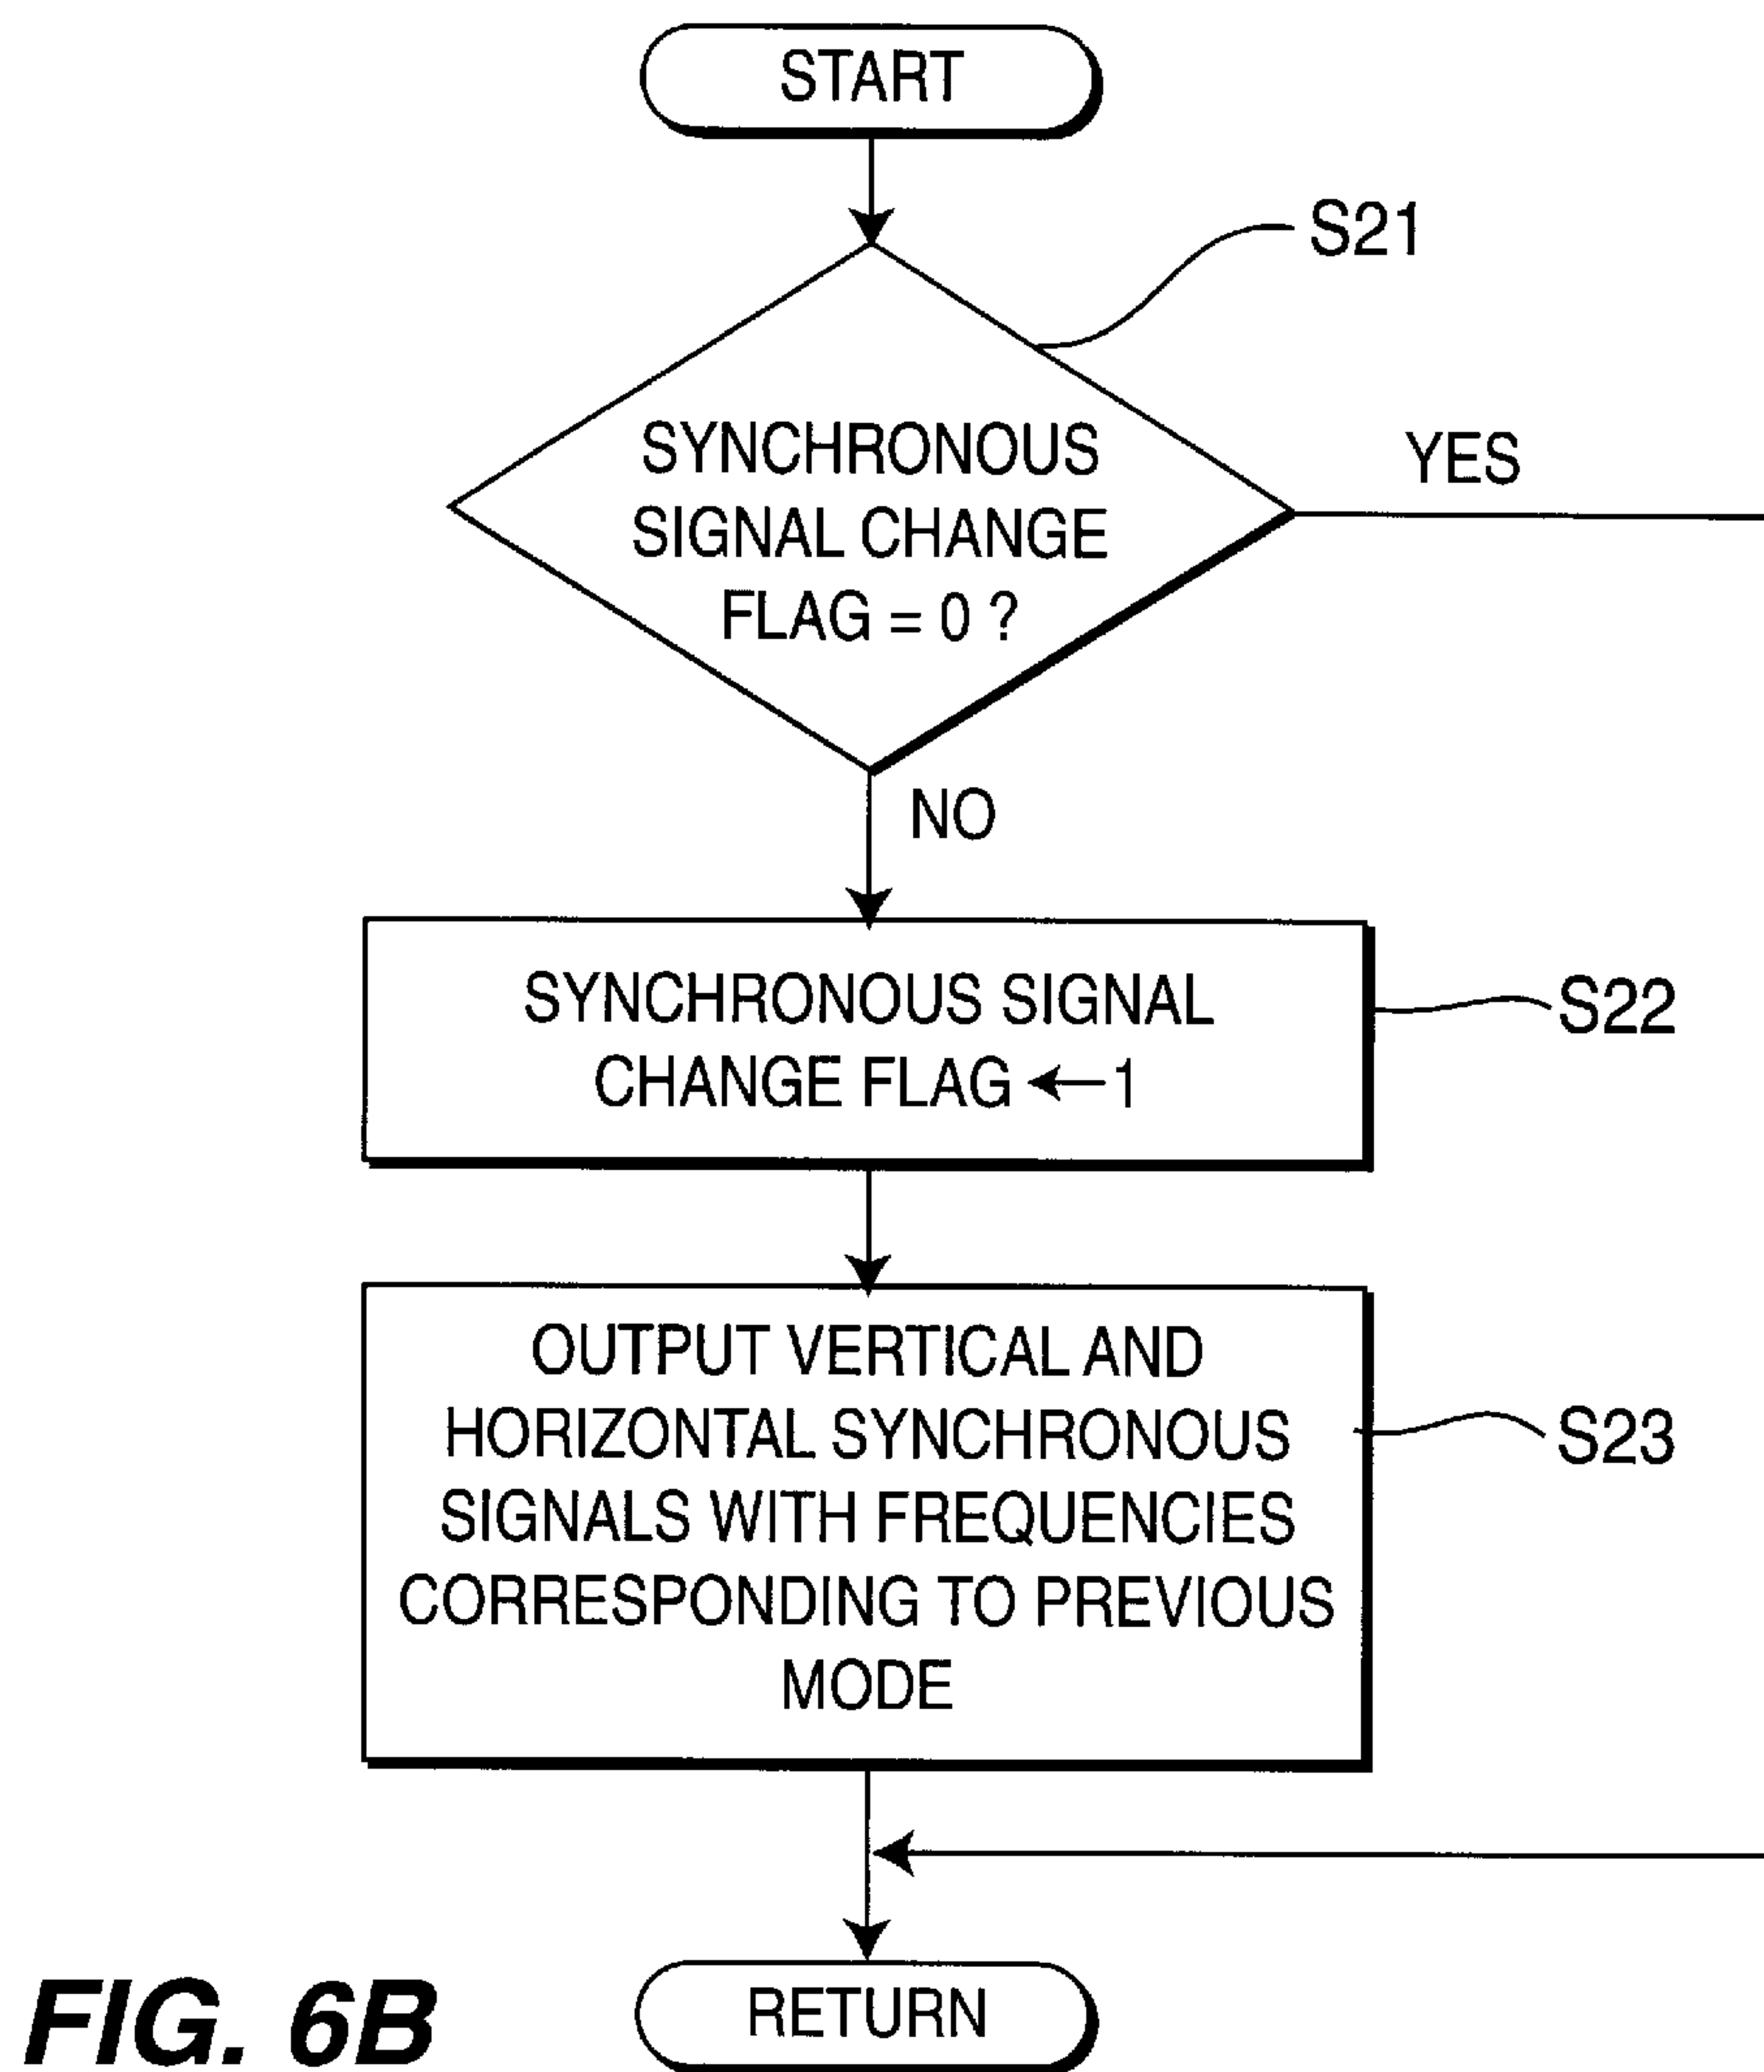 START
S21
SYNCHRONOUS
SIGNAL CHANGE
FLAG = 0 ?
YES
NO
SYNCHRONOUS SIGNAL
CHANGE FLAG ← 1
S22
OUTPUT VERTICAL AND
HORIZONTAL SYNCHRONOUS
SIGNALS WITH FREQUENCIES
CORRESPONDING TO PREVIOUS
MODE
S23
RETURN
FIG. 6B